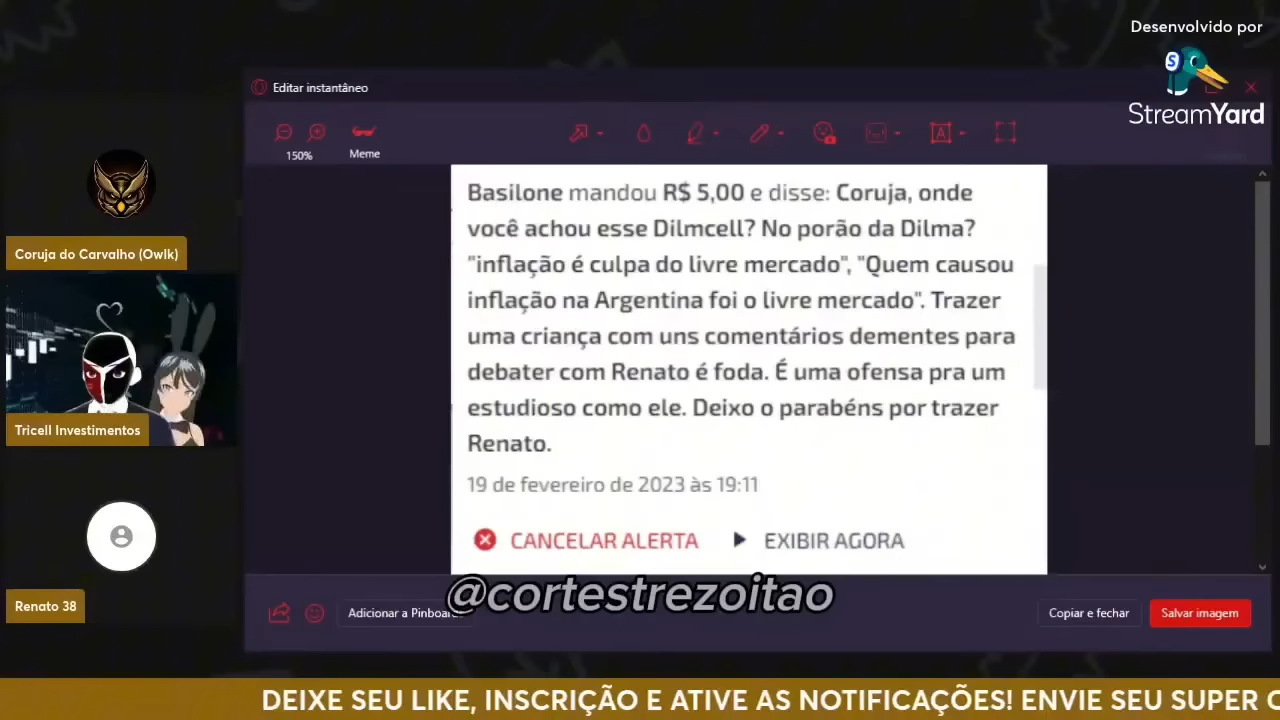 Desenvolvido por
StreamYard
Editar instantâneo
150%
Meme
Basilone mandou R$ 5,00 e disse: Coruja, onde
você achou esse Dilmcell? No porão da Dilma?
"inflação é culpa do livre mercado", "Quem causou
inflação na Argentina foi o livre mercado". Trazer
uma criança com uns comentários dementes para
debater com Renato é foda. É uma ofensa pra um
estudioso como ele. Deixo o parabéns por trazer
Renato.
19 de fevereiro de 2023 às 19:11
CANCELAR ALERTA
EXIBIR AGORA
Coruja do Carvalho (Owlk)
Tricell Investimentos
Renato 38
@cortestrezoitao
Adicionar a Pinboards
Copiar e fechar
Salvar imagem
DEIXE SEU LIKE, INSCRIÇÃO E ATIVE AS NOTIFICAÇÕES! ENVIE SEU SUPER